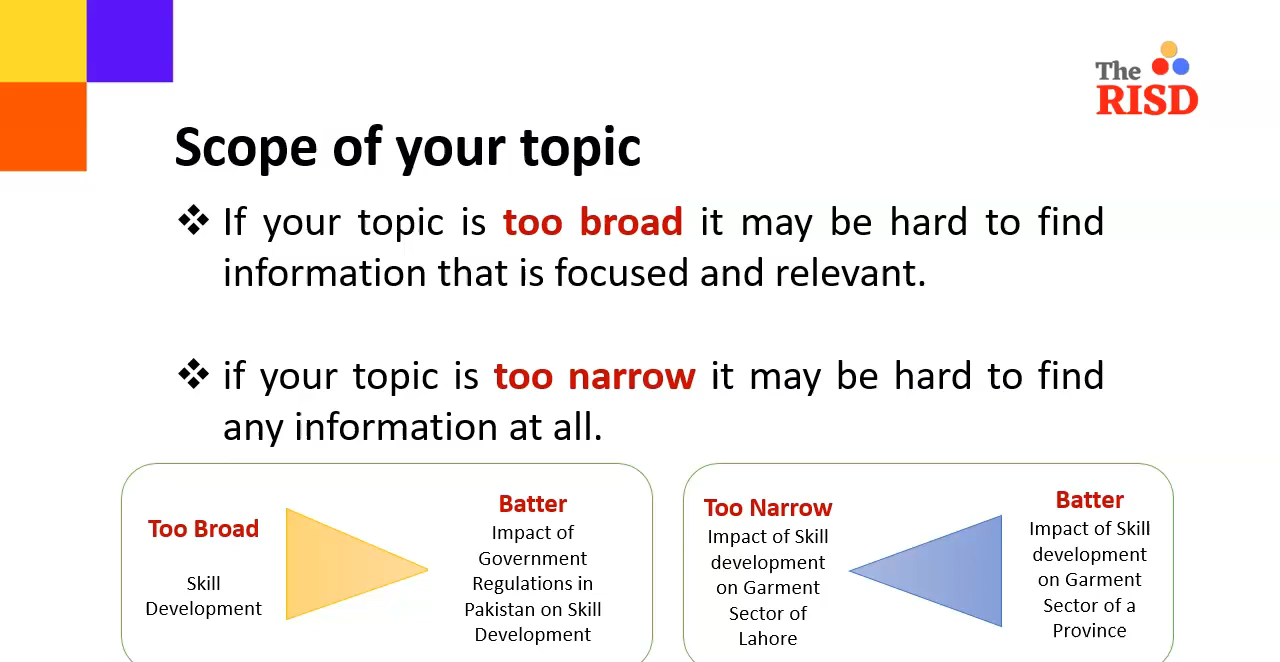 The
RISD
Scope of your topic
❖ If your topic is too broad it may be hard to find
information that is focused and relevant.
❖ if your topic is too narrow it may be hard to find
any information at all.
Too Broad
Skill
Development
Batter
Impact of
Government
Regulations in
Pakistan on Skill
Development
Too Narrow
Impact of Skill
development
on Garment
Sector of
Lahore
Batter
Impact of Skill
development
on Garment
Sector of a
Province